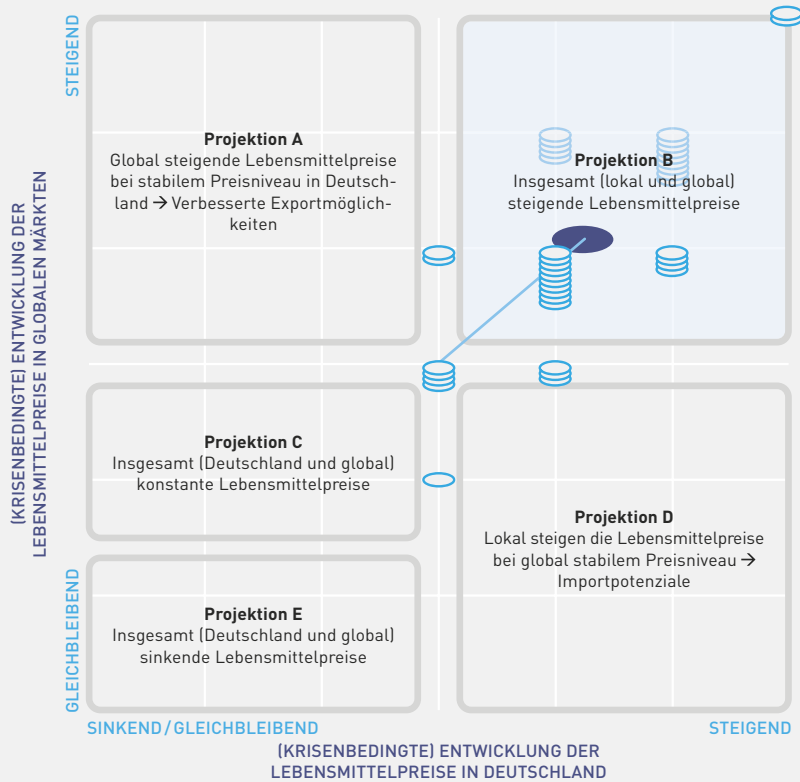 STEIGEND
(KRISENBEDINGTE) ENTWICKLUNG DER
LEBENSMITTELPREISE IN GLOBALEN MÄRKTEN
GLEICHBLEIBEND
Projektion A
Global steigende Lebensmittelpreise
bei stabilem Preisniveau in Deutsch-
land → Verbesserte Exportmöglich-
keiten
Projektion B
Insgesamt (lokal und global)
steigende Lebensmittelpreise
Projektion C
Insgesamt (Deutschland und global)
konstante Lebensmittelpreise
Projektion D
Lokal steigen die Lebensmittelpreise
bei global stabilem Preisniveau →
Importpotenziale
Projektion E
Insgesamt (Deutschland und global)
sinkende Lebensmittelpreise
SINKEND/GLEICHBLEIBEND
STEIGEND
(KRISENBEDINGTE) ENTWICKLUNG DER
LEBENSMITTELPREISE IN DEUTSCHLAND